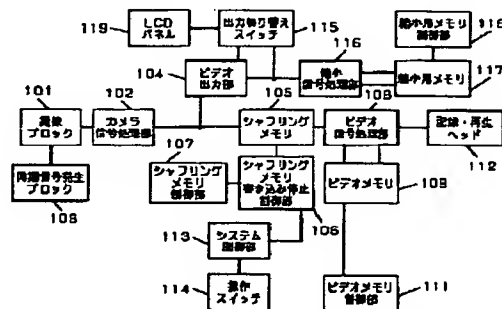 119
LCD
パネル
出力切り替え
スイッチ
115
縮小用メモリ
制御部
118
104
ビデオ
出力部
116
縮小
信号処理部
縮小用メモリ
117
101
撮像
ブロック
102
カメラ
信号処理部
105
シャフリング
メモリ
108
ビデオ
信号処理部
記録・再生
ヘッド
112
同期信号発生
ブロック
103
107
シャフリング
メモリ
制御部
シャフリング
メモリ
書き込み停止
制御部
106
ビデオメモリ
109
113
システム
制御部
114
操作
スイッチ
ビデオメモリ
制御部
111